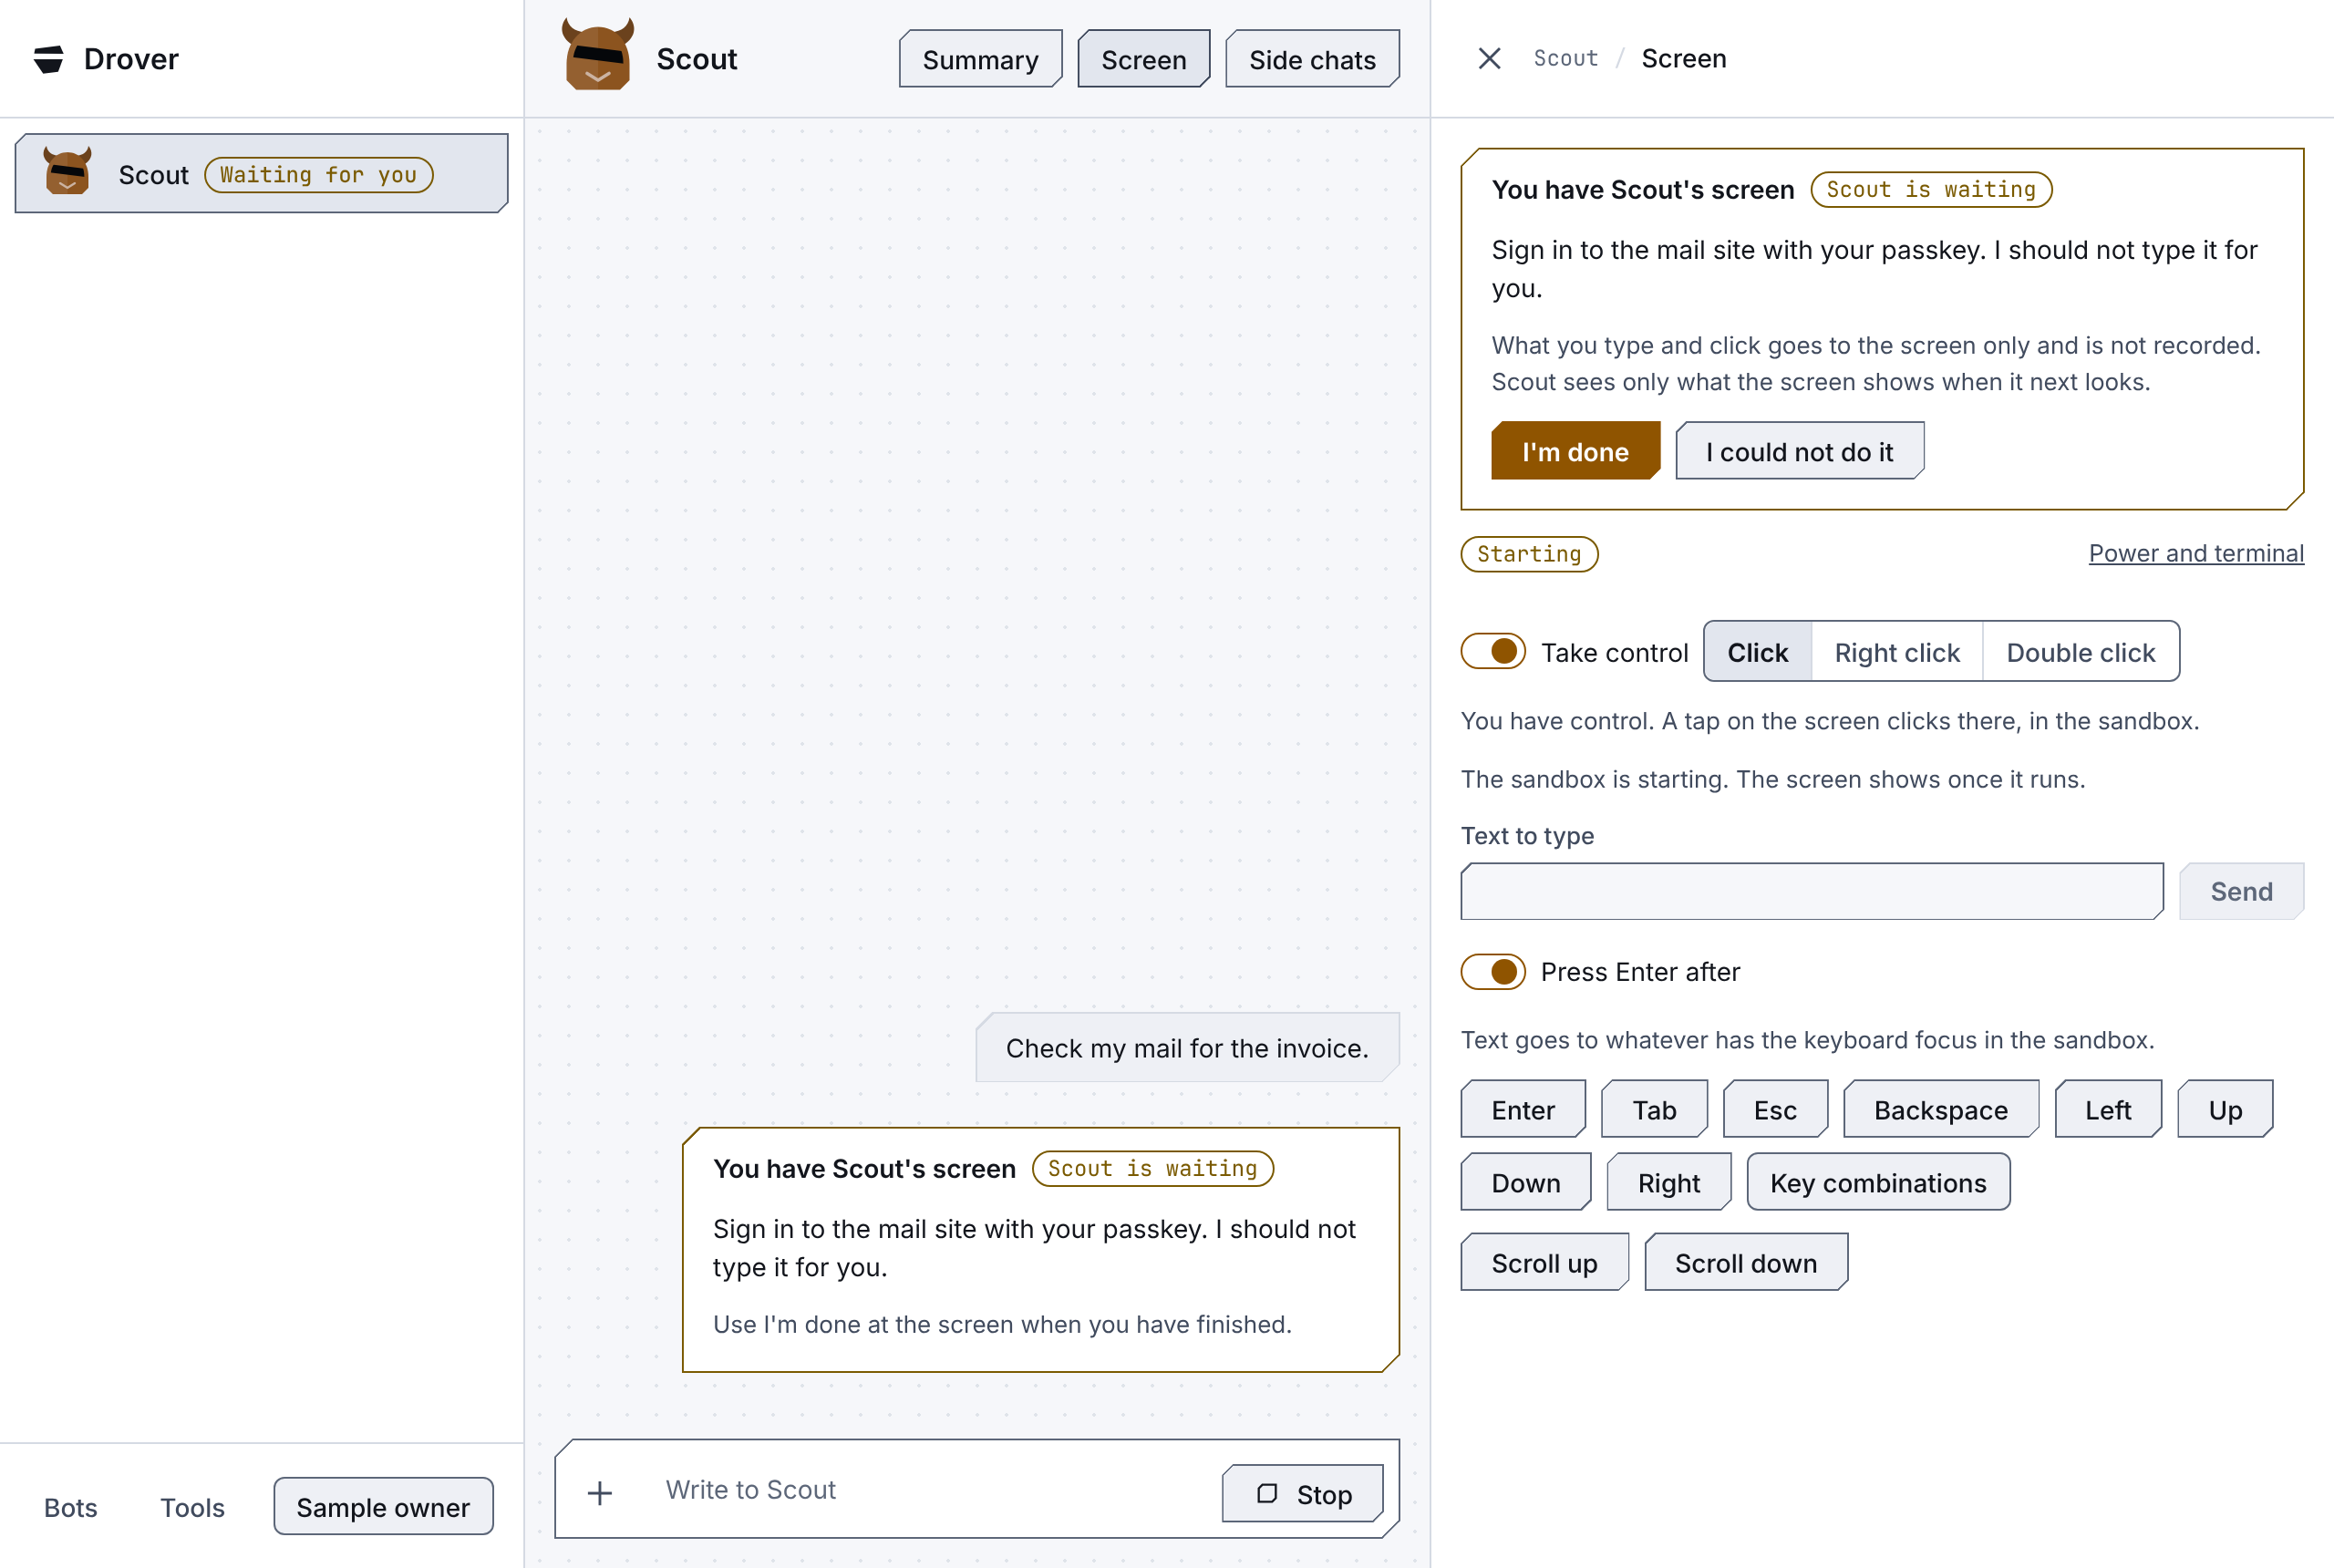 Drover
Scout Waiting for you
Bots Tools Sample owner
Scout Summary Screen Side chats
Check my mail for the invoice.
You have Scout's screen Scout is waiting
Sign in to the mail site with your passkey. I should not
type it for you.
Use I'm done at the screen when you have finished.
Write to Scout Stop
Scout / Screen
You have Scout's screen Scout is waiting
Sign in to the mail site with your passkey. I should not type it for
you.
What you type and click goes to the screen only and is not recorded.
Scout sees only what the screen shows when it next looks.
I'm done I could not do it
Starting Power and terminal
Take control Click Right click Double click
You have control. A tap on the screen clicks there, in the sandbox.
The sandbox is starting. The screen shows once it runs.
Text to type
Send
Press Enter after
Text goes to whatever has the keyboard focus in the sandbox.
Enter Tab Esc Backspace Left Up
Down Right Key combinations
Scroll up Scroll down